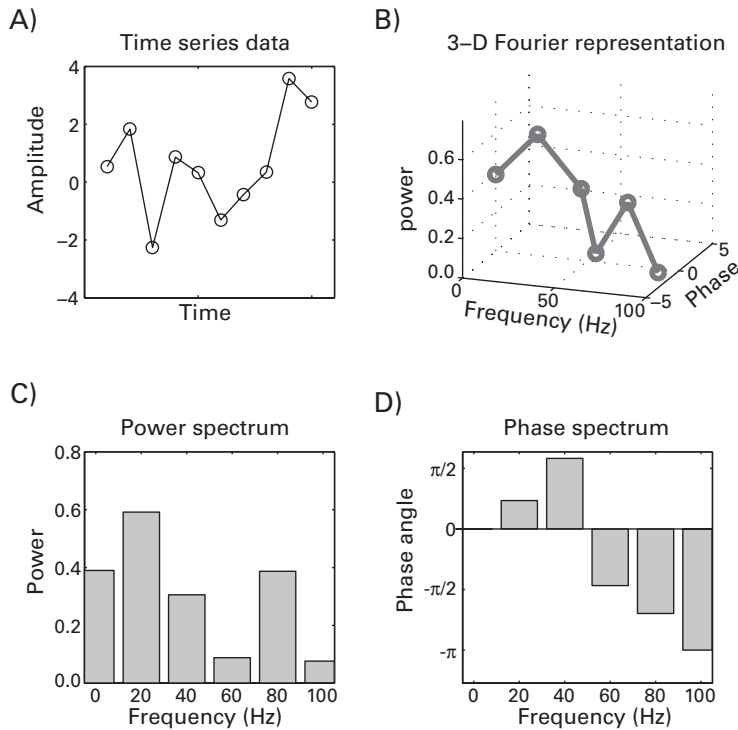 A)
Time series data
4
2
0
−2
−4
Amplitude
Time
B)
3–D Fourier representation
0.6
0.4
0.2
0.0
power
0
50
100
Frequency (Hz)
−5
0
5
Phase
C)
Power spectrum
0.8
0.6
0.4
0.2
0.0
Power
0 20 40 60 80 100
Frequency (Hz)
D)
Phase spectrum
π/2
0
-π/2
-π
Phase angle
0 20 40 60 80 100
Frequency (Hz)